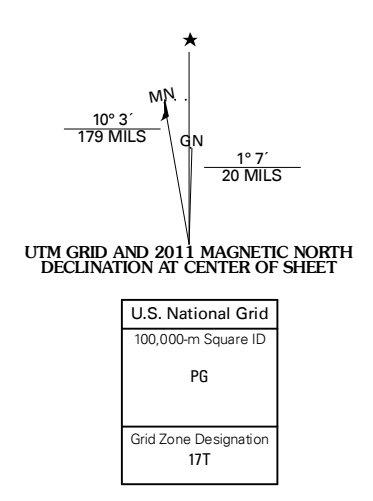 MN
10° 3´
179 MILS
GN
1° 7´
20 MILS
UTM GRID AND 2011 MAGNETIC NORTH
DECLINATION AT CENTER OF SHEET
U.S. National Grid
100,000-m Square ID
PG
Grid Zone Designation
17T